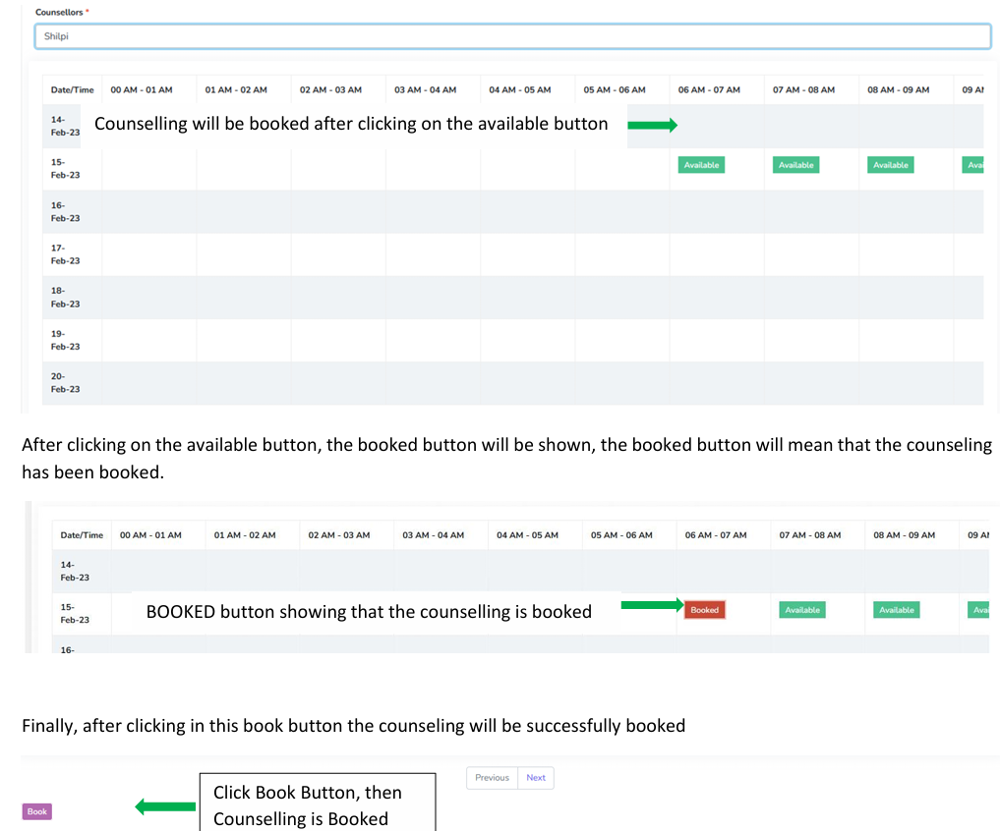 Counsellors *
Shilpi
Date/Time 00 AM - 01 AM 01 AM - 02 AM 02 AM - 03 AM 03 AM - 04 AM 04 AM - 05 AM 05 AM - 06 AM 06 AM - 07 AM 07 AM - 08 AM 08 AM - 09 AM 09
14-
Feb-23
Counselling will be booked after clicking on the available button
15-
Feb-23
Available Available Available
16-
Feb-23
17-
Feb-23
18-
Feb-23
19-
Feb-23
20-
Feb-23
After clicking on the available button, the booked button will be shown, the booked button will mean that the counseling
has been booked.
Date/Time 00 AM - 01 AM 01 AM - 02 AM 02 AM - 03 AM 03 AM - 04 AM 04 AM - 05 AM 05 AM - 06 AM 06 AM - 07 AM 07 AM - 08 AM 08 AM - 09 AM 09
14-
Feb-23
15-
Feb-23
BOOKED button showing that the counselling is booked
Booked Available Available
16-
Finally, after clicking in this book button the counseling will be successfully booked
Previous Next
Click Book Button, then
Counselling is Booked
Book